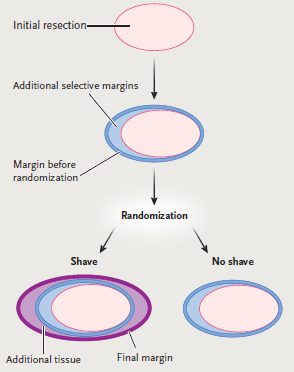 Initial resection
Additional selective margins
Margin before
randomization
Randomization
Shave
No shave
Additional tissue
Final margin